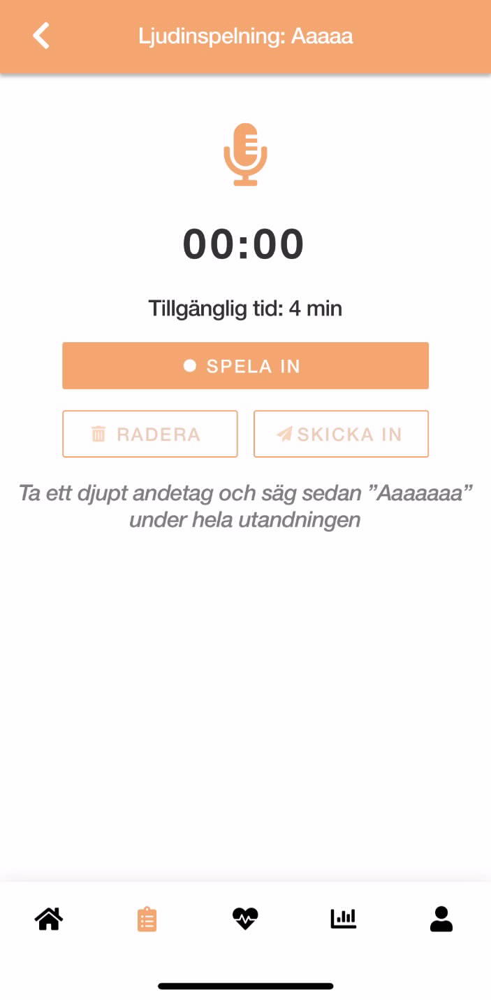 Ljudinspelning: Aaaaa
00:00
Tillgänglig tid: 4 min
SPELA IN
RADERA
SKICKA IN
Ta ett djupt andetag och säg sedan ”Aaaaaaa”
under hela utandningen